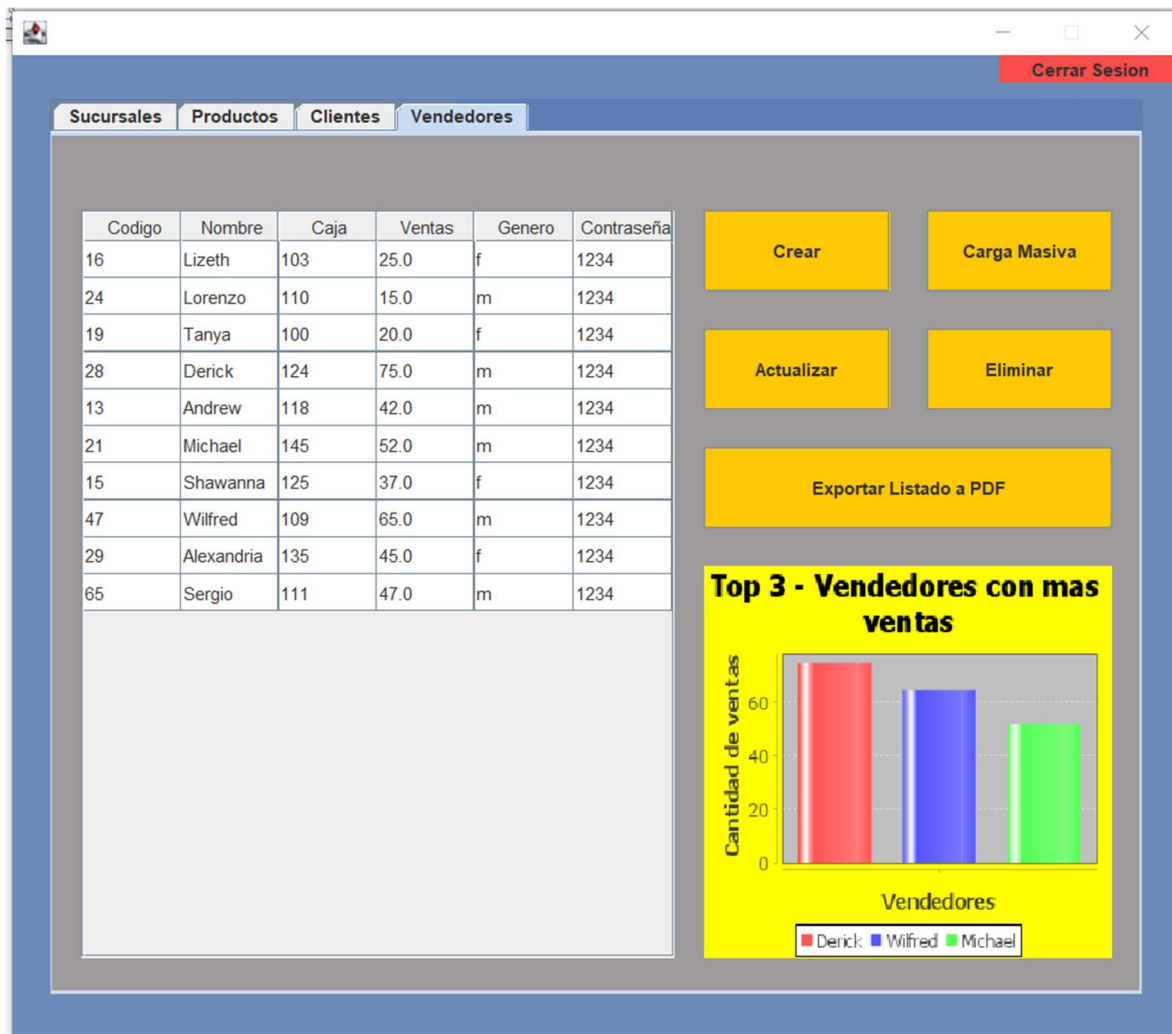 Cerrar Sesion
Sucursales Productos Clientes Vendedores
Codigo Nombre Caja Ventas Genero Contraseña
16 Lizeth 103 25.0 f 1234
24 Lorenzo 110 15.0 m 1234
19 Tanya 100 20.0 f 1234
28 Derick 124 75.0 m 1234
13 Andrew 118 42.0 m 1234
21 Michael 145 52.0 m 1234
15 Shawanna 125 37.0 f 1234
47 Wilfred 109 65.0 m 1234
29 Alexandria 135 45.0 f 1234
65 Sergio 111 47.0 m 1234
Crear Carga Masiva
Actualizar Eliminar
Exportar Listado a PDF
Top 3 - Vendedores con mas
ventas
Cantidad de ventas
60
40
20
0
Vendedores
Derick Wilfred Michael